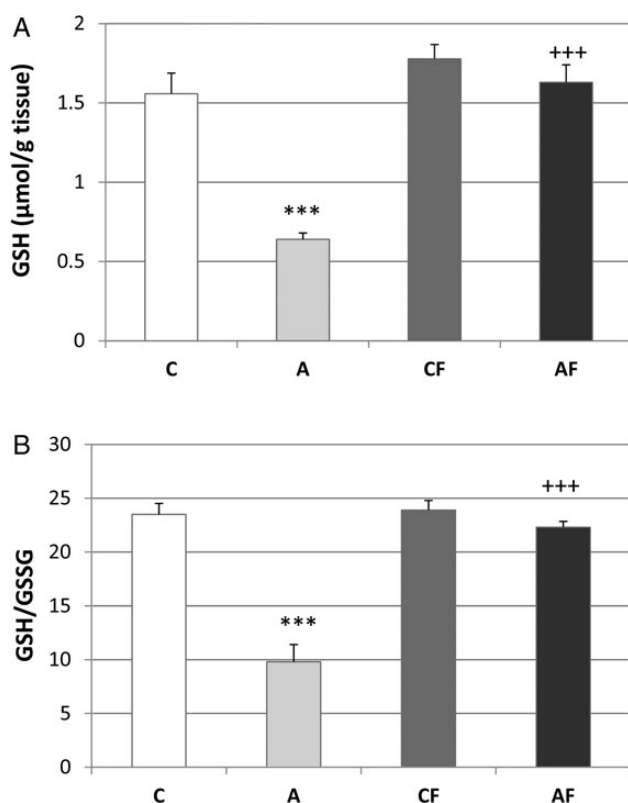 A
GSH (μmol/g tissue)
2
1.5
1
0.5
0
***
+++
C A CF AF
B
GSH/GSSG
30
25
20
15
10
5
0
***
+++
C A CF AF